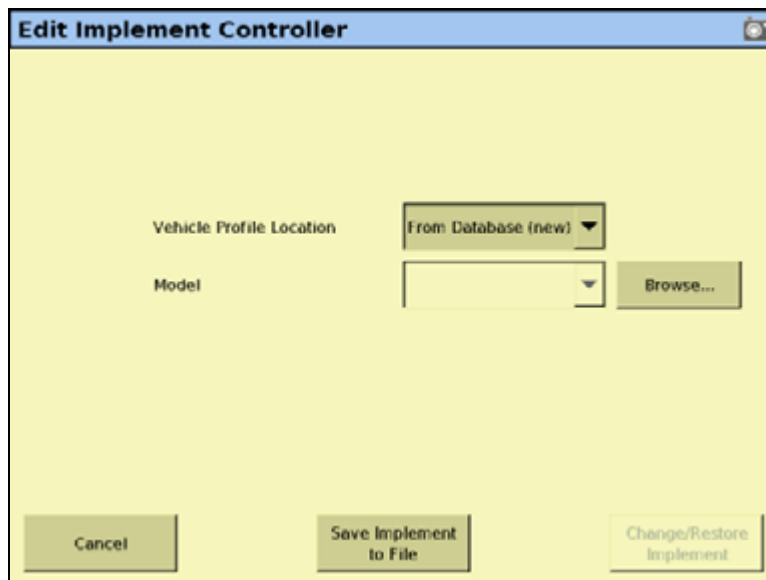 Edit Implement Controller
Vehicle Profile Location
From Database (new)
Model
Browse...
Cancel
Save Implement
to File
Change/Restore
Implement